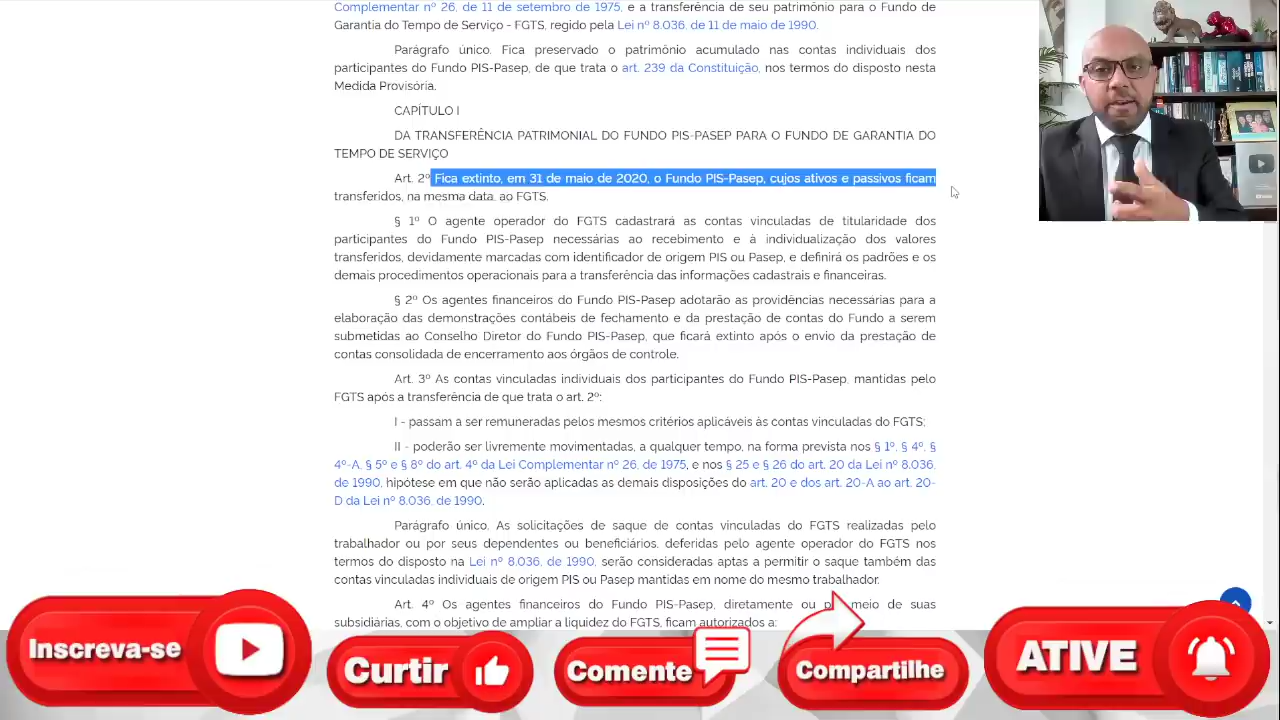 Complementar nº 26, de 11 de setembro de 1975, e a transferência de seu patrimônio para o Fundo de
Garantia do Tempo de Serviço - FGTS, regido pela Lei nº 8.036, de 11 de maio de 1990.
Parágrafo único. Fica preservado o patrimônio acumulado nas contas individuais dos
participantes do Fundo PIS-Pasep, de que trata o art. 239 da Constituição, nos termos do disposto nesta
Medida Provisória.
CAPÍTULO I
DA TRANSFERÊNCIA PATRIMONIAL DO FUNDO PIS-PASEP PARA O FUNDO DE GARANTIA DO
TEMPO DE SERVIÇO
Art. 2º Fica extinto, em 31 de maio de 2020, o Fundo PIS-Pasep, cujos ativos e passivos ficam
transferidos, na mesma data, ao FGTS.
§ 1º O agente operador do FGTS cadastrará as contas vinculadas de titularidade dos
participantes do Fundo PIS-Pasep necessárias ao recebimento e à individualização dos valores
transferidos, devidamente marcadas com identificador de origem PIS ou Pasep, e definirá os padrões e os
demais procedimentos operacionais para a transferência das informações cadastrais e financeiras.
§ 2º Os agentes financeiros do Fundo PIS-Pasep adotarão as providências necessárias para a
elaboração das demonstrações contábeis de fechamento e da prestação de contas do Fundo a serem
submetidas ao Conselho Diretor do Fundo PIS-Pasep, que ficará extinto após o envio da prestação de
contas consolidada de encerramento aos órgãos de controle.
Art. 3º As contas vinculadas individuais dos participantes do Fundo PIS-Pasep, mantidas pelo
FGTS após a transferência de que trata o art. 2º:
I - passam a ser remuneradas pelos mesmos critérios aplicáveis às contas vinculadas do FGTS;
II - poderão ser livremente movimentadas, a qualquer tempo, na forma prevista nos § 1º, § 4º, §
4º-A, § 5º e § 8º do art. 4º da Lei Complementar nº 26, de 1975, e nos § 25 e § 26 do art. 20 da Lei nº 8.036,
de 1990, hipótese em que não serão aplicadas as demais disposições do art. 20 e dos art. 20-A ao art. 20-
D da Lei nº 8.036, de 1990.
Parágrafo único. As solicitações de saque de contas vinculadas do FGTS realizadas pelo
trabalhador ou por seus dependentes ou beneficiários, deferidas pelo agente operador do FGTS nos
termos do disposto na Lei nº 8.036, de 1990, serão consideradas aptas a permitir o saque também das
contas vinculadas individuais de origem PIS ou Pasep mantidas em nome do mesmo trabalhador.
Art. 4º Os agentes financeiros do Fundo PIS-Pasep, diretamente ou meio de suas
subsidiárias, com o objetivo de ampliar a liquidez do FGTS, ficam autorizados a:
Inscreva-se
Curtir
Comente
Compartilhe
ATIVE